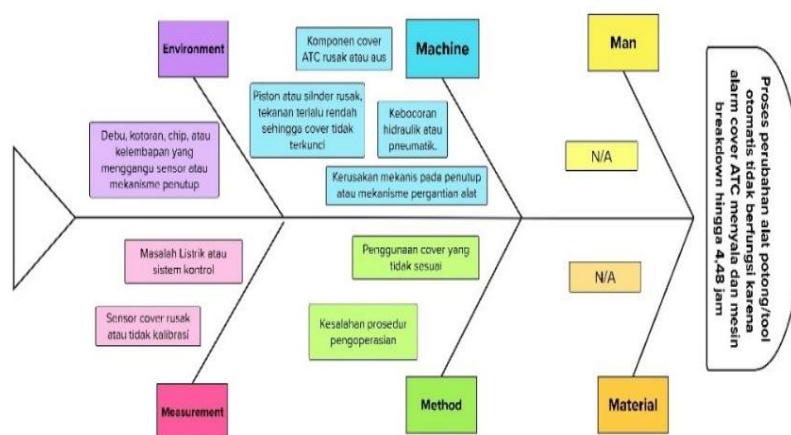 Environment
Komponen cover
ATC rusak atau aus
Machine
Man
Piston atau silnder rusak,
tekanan terlalu rendah
sehingga cover tidak
terkunci
Kebocoran
hidraulik atau
pneumatik.
Debu, kotoran, chip, atau
kelembapan yang
menggangu sensor atau
mekanisme penutup
Kerusakan mekanis pada penutup
atau mekanisme pergantian alat
N/A
Proses perubahan alat potong/tool
otomatis tidak berfungsi karena
alarm cover ATC menyala dan mesin
breakdown hingga 4,48 jam
Masalah Listrik atau
sistem kontrol
Penggunaan cover yang
tidak sesuai
N/A
Sensor cover rusak
atau tidak kalibrasi
Kesalahan prosedur
pengoperasian
Measurement
Method
Material